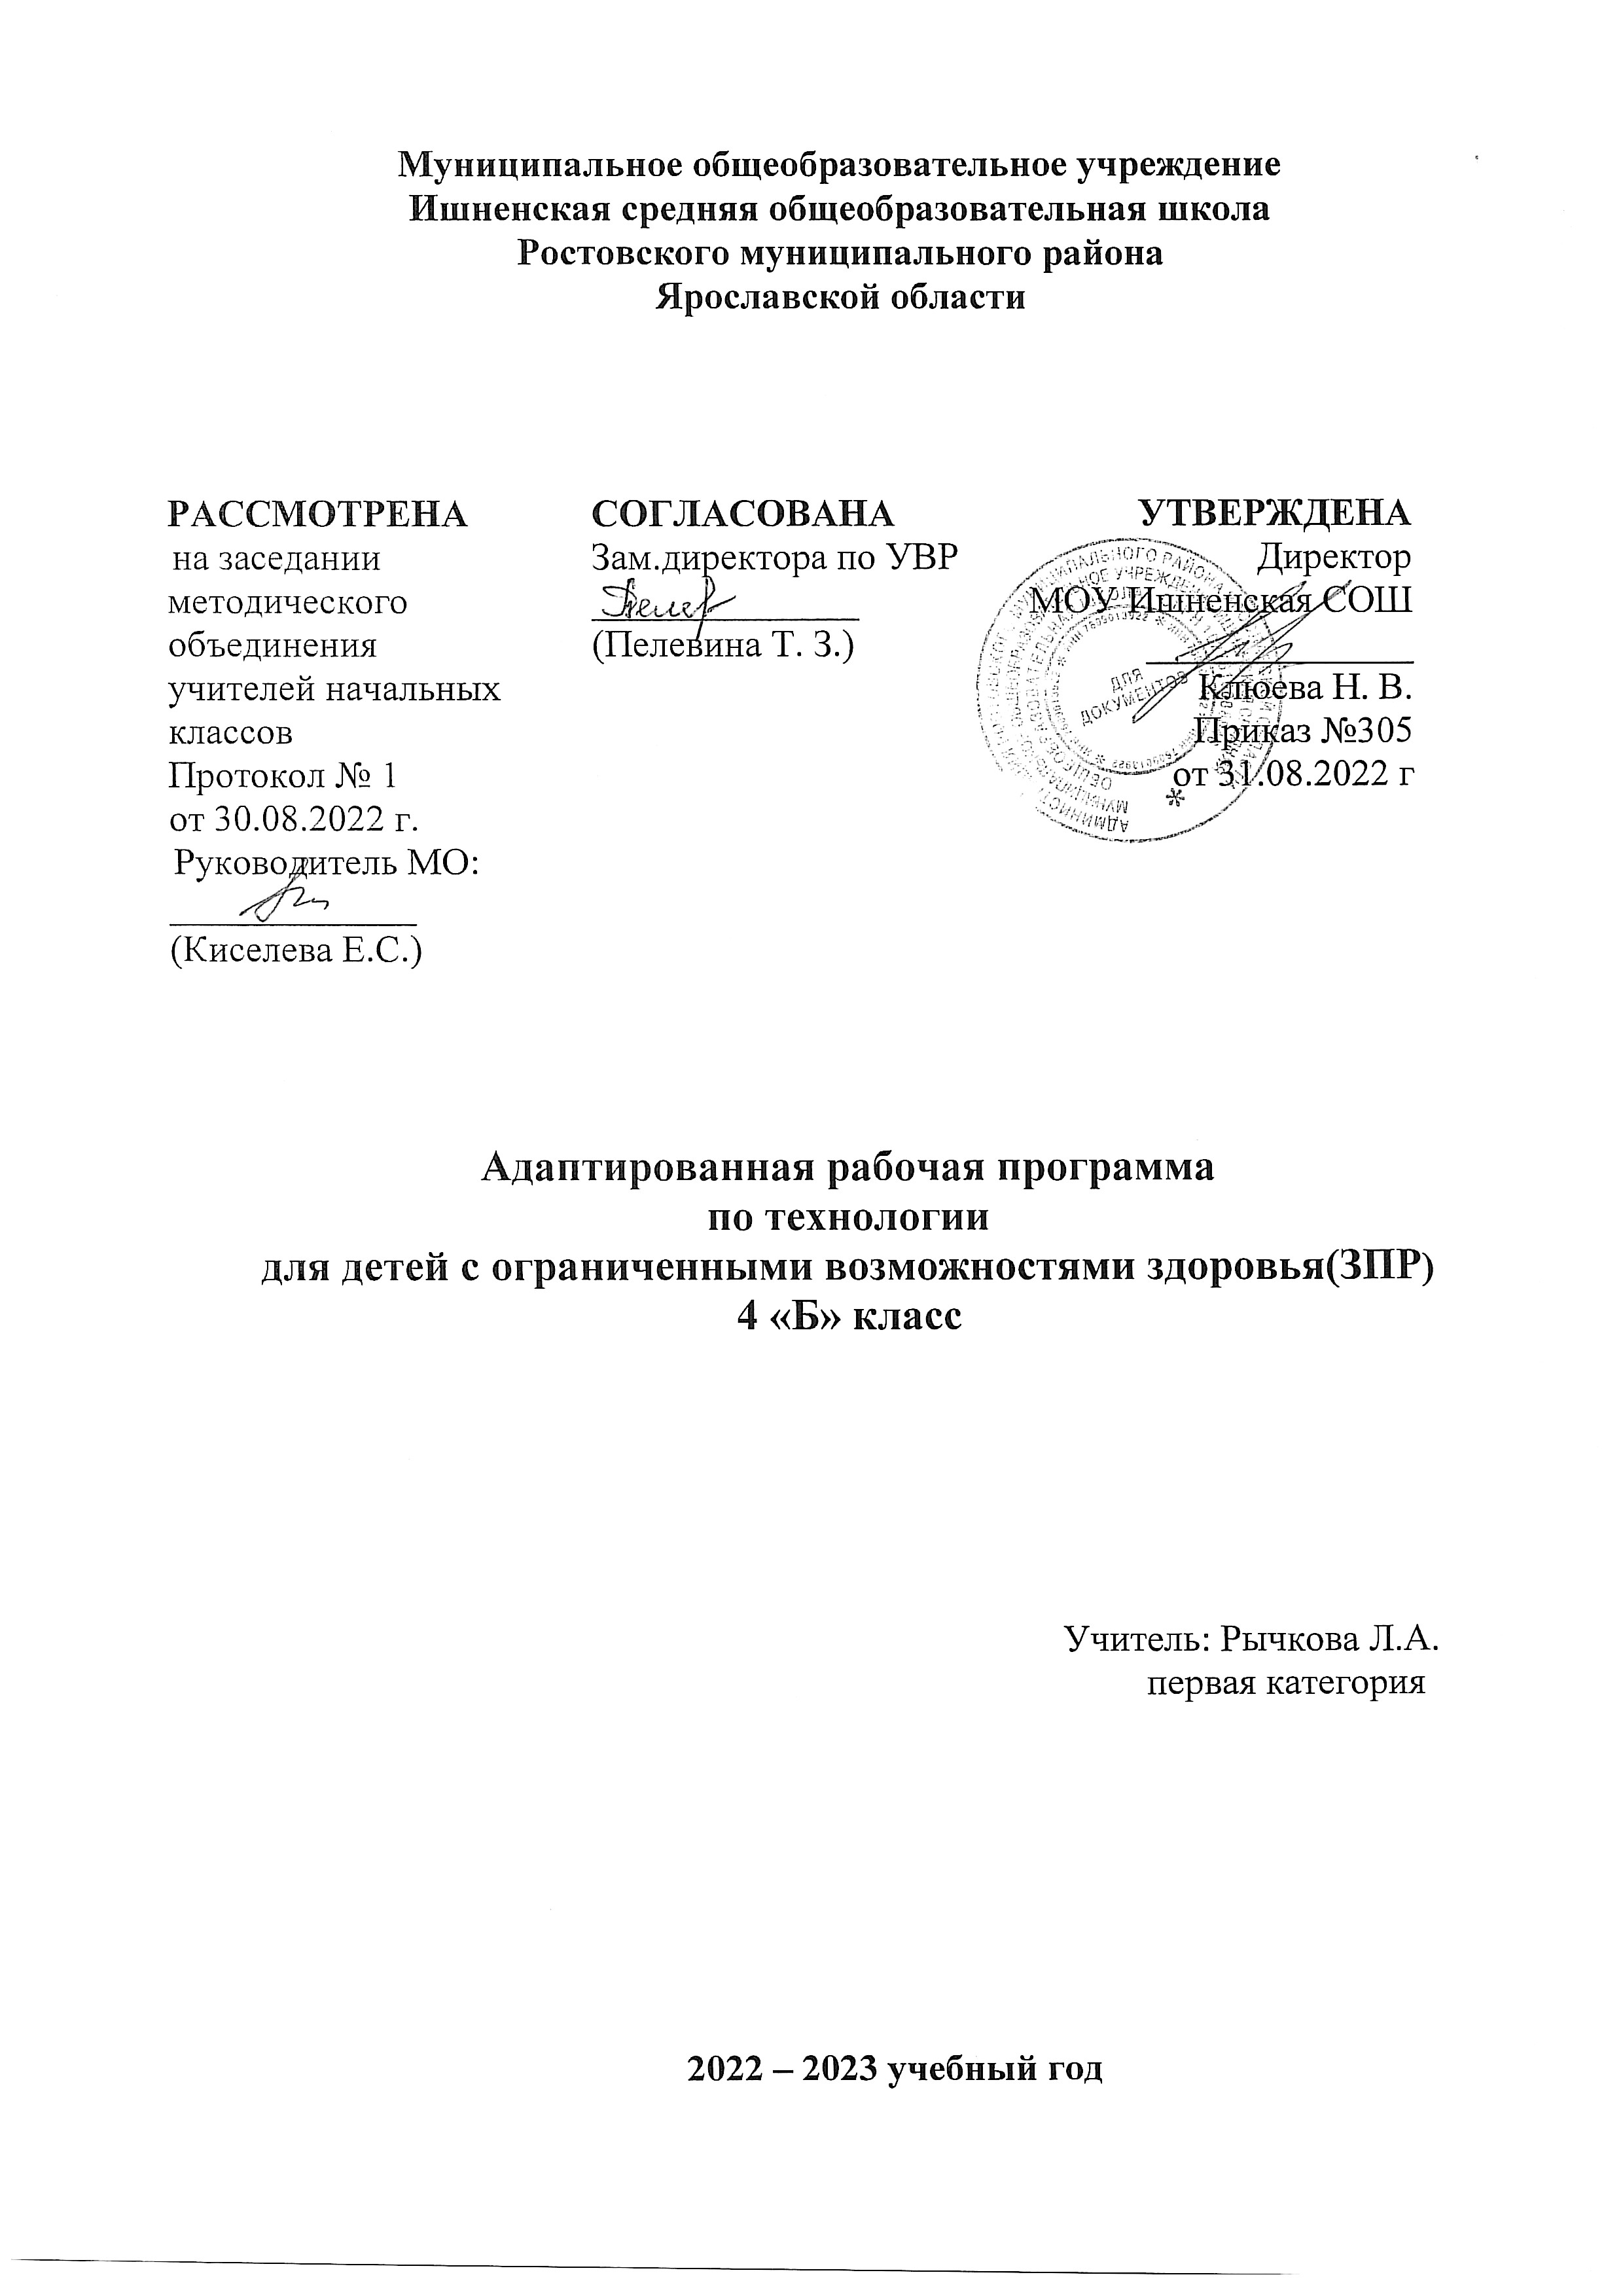 Муниципальное общеобразовательное учреждение
Ишненская средняя общеобразовательная школа
Ростовского муниципального района
Ярославской области
РАССМОТРЕНА
на заседании
методического
объединения
учителей начальных
классов
Протокол № 1
от 30.08.2022 г.
Руководитель МО:
(Киселева Е.С.)
СОГЛАСОВАНА
Зам.директора по УВР
(Пелевина Т. З.)
УТВЕРЖДЕНА
Директор
МОУ Ишненская СОШ
Клюева Н. В.
Приказ №305
от 31.08.2022 г
ДЛЯ
ДОКУМЕНТОВ
Адаптированная рабочая программа
по технологии
для детей с ограниченными возможностями здоровья(ЗПР)
4 «Б» класс
Учитель: Рычкова Л.А.
первая категория
2022 – 2023 учебный год